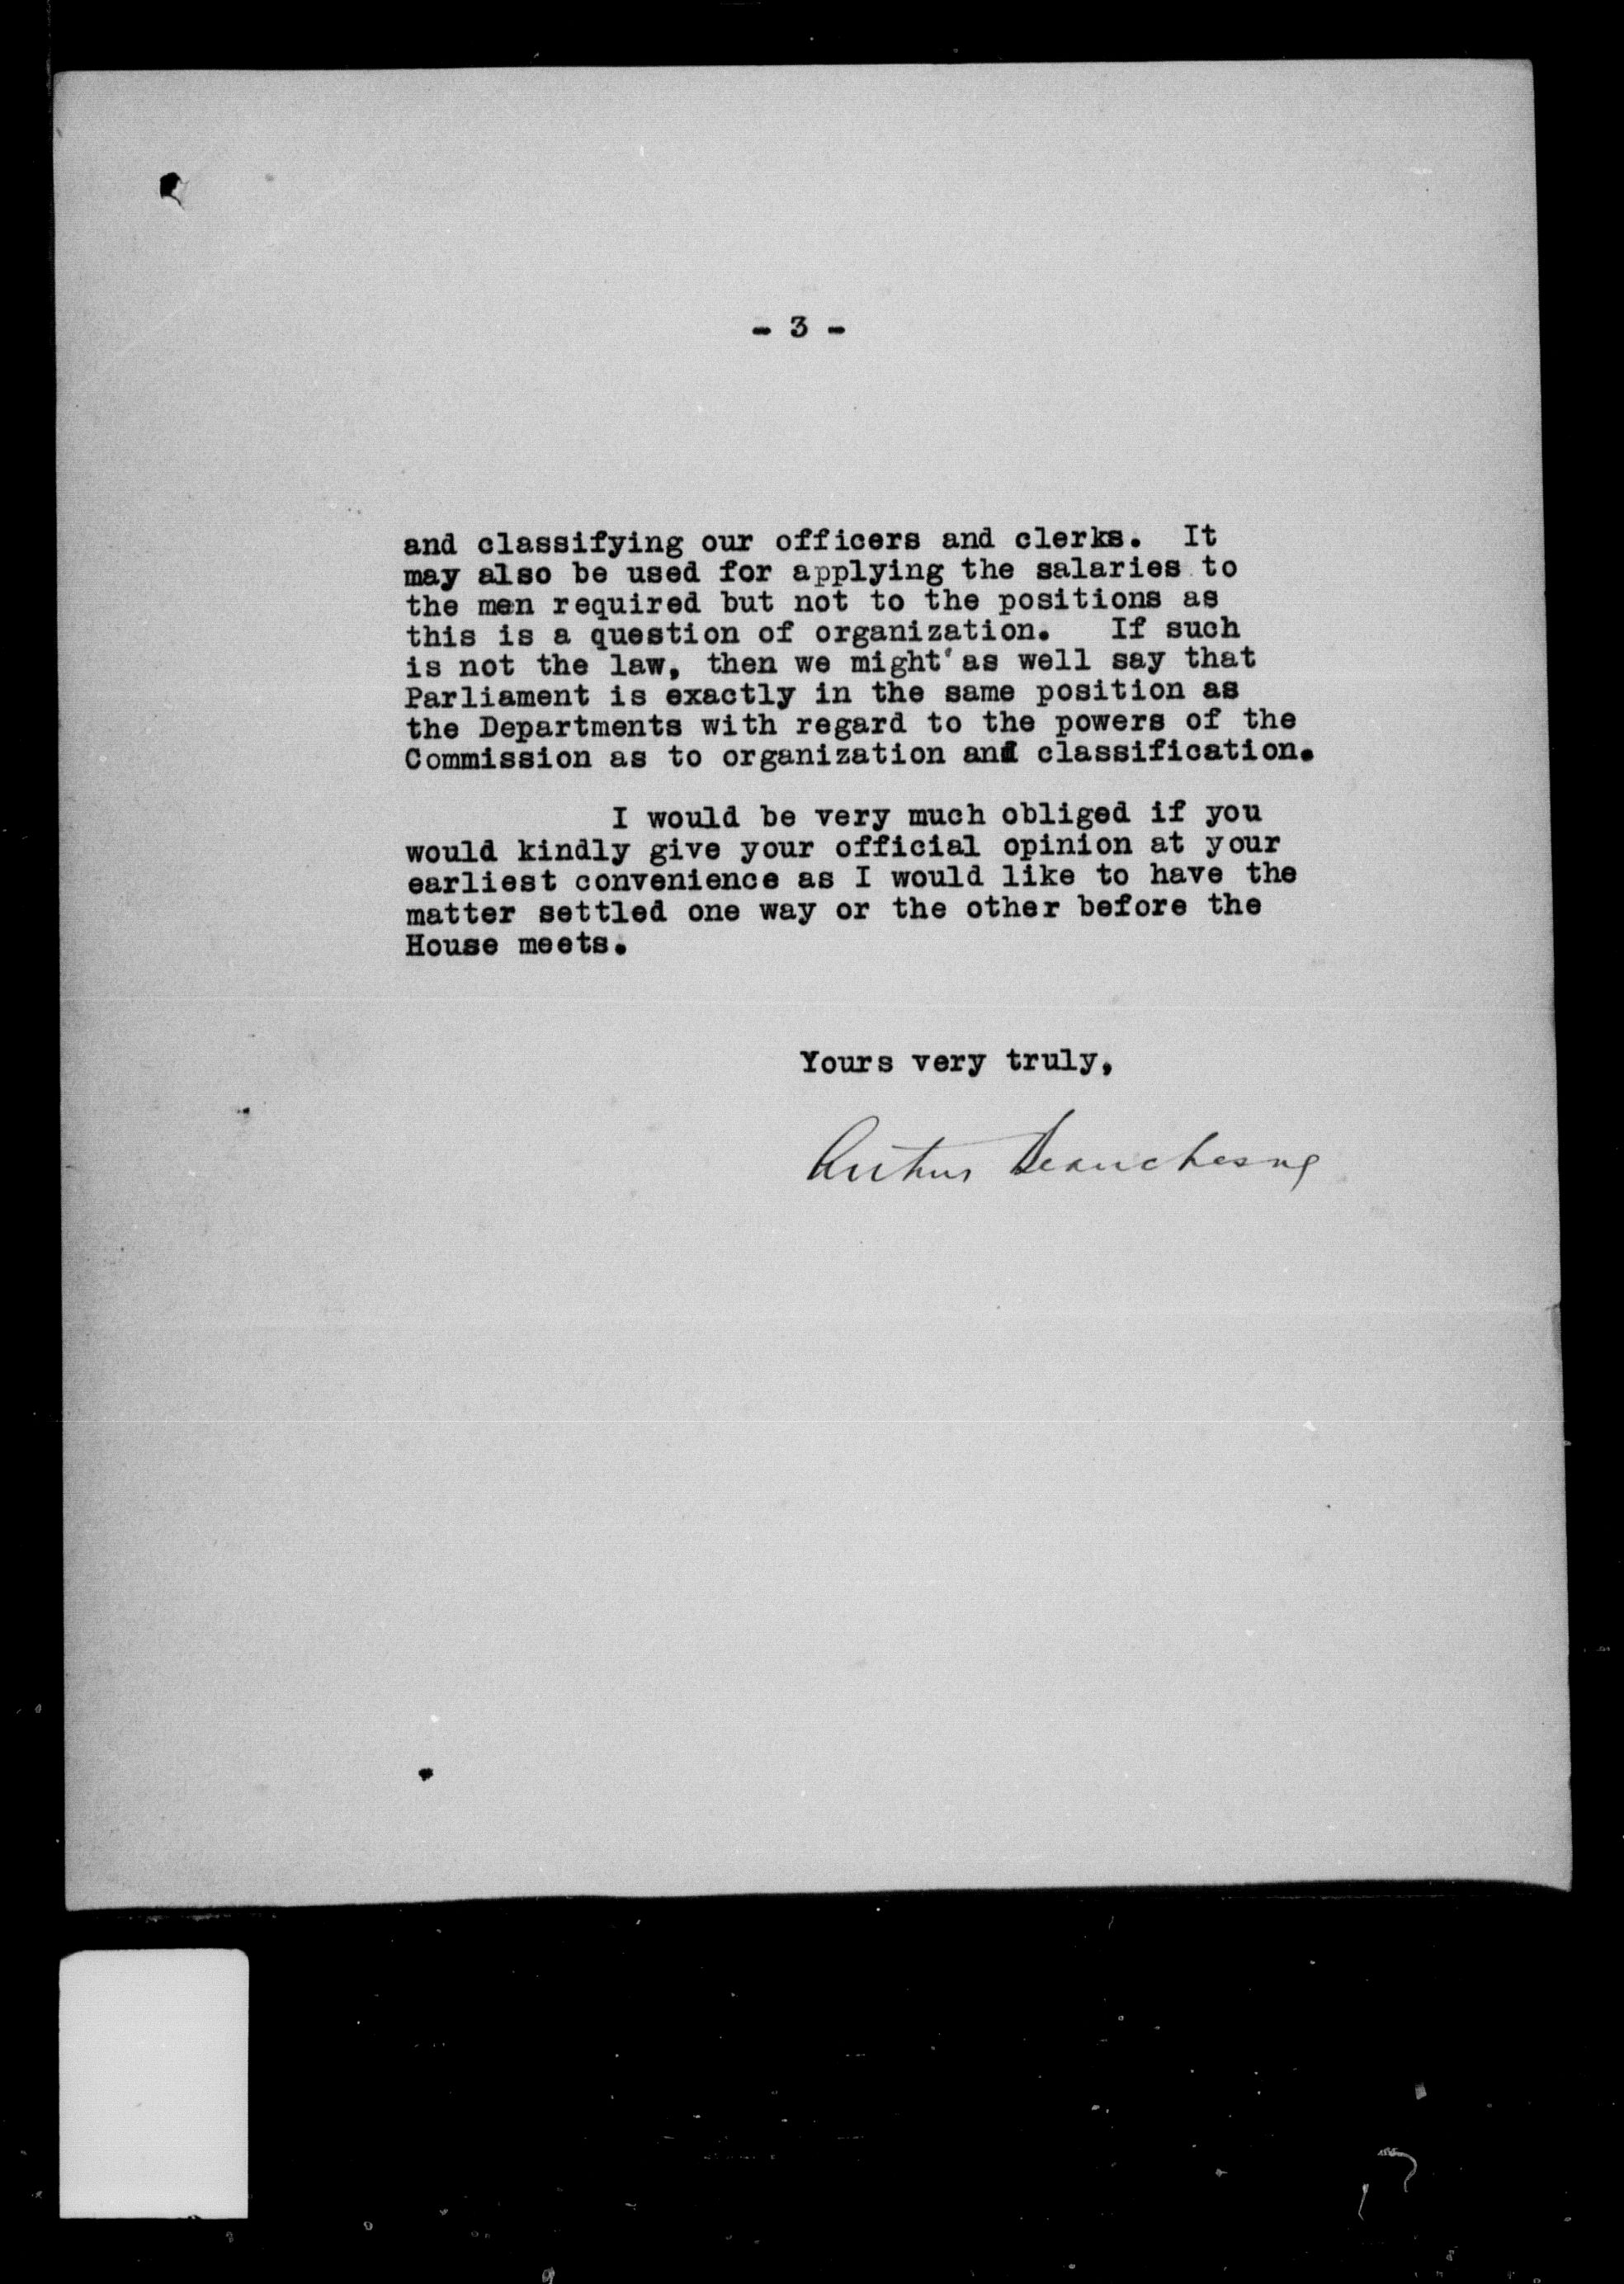 - 3 -
and classifying our officers and clerks. It
may also be used for applying the salaries to
the men required but not to the positions as
this is a question of organization. If such
is not the law, then we might as well say that
Parliament is exactly in the same position as
the Departments with regard to the powers of the
Commission as to organization and classification.
I would be very much obliged if you
would kindly give your official opinion at your
earliest convenience as I would like to have the
matter settled one way or the other before the
House meets.
Yours very truly,
Arthur Beauchesne